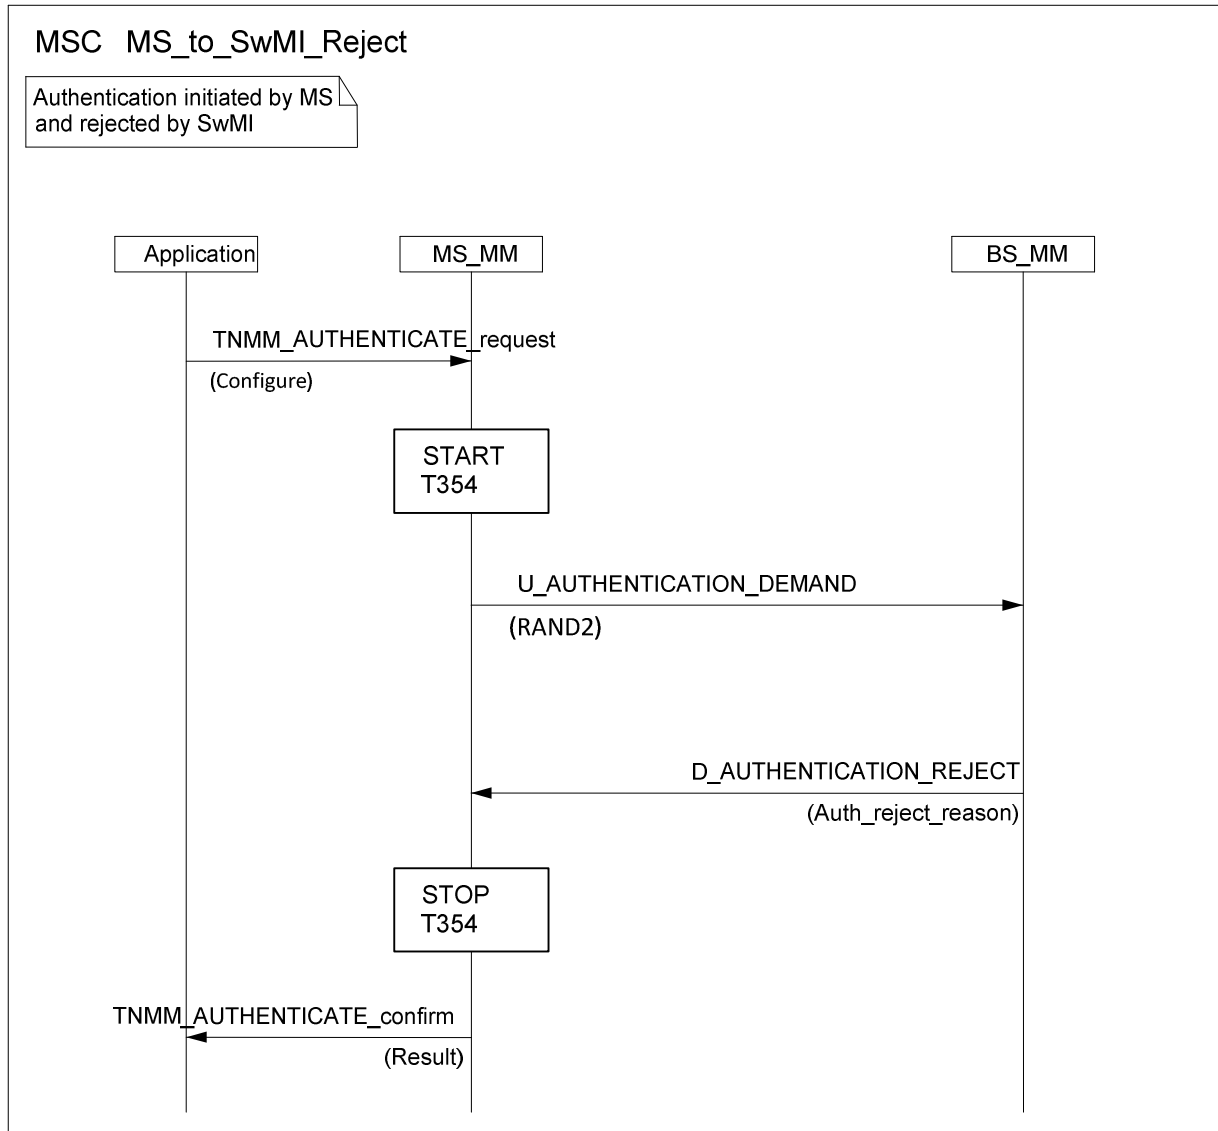 MSC MS_to_SwMI_Reject
Authentication initiated by MS
and rejected by SwMI
Application
MS_MM
BS_MM
TNMM_AUTHENTICATE_request
(Configure)
START
T354
U_AUTHENTICATION_DEMAND
(RAND2)
D_AUTHENTICATION_REJECT
(Auth_reject_reason)
STOP
T354
TNMM_AUTHENTICATE_confirm
(Result)